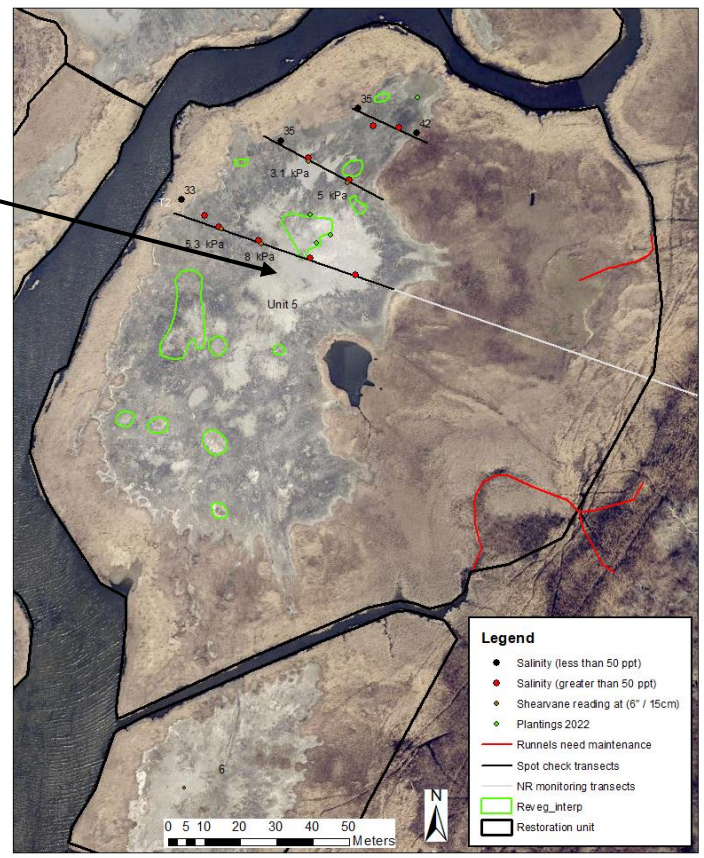 35
42
35
3.1 kPa
5 kPa
33
T2
5.3 kPa
8 kPa
Unit 5
6
Legend
Salinity (less than 50 ppt)
Salinity (greater than 50 ppt)
Shearvane reading at (6" / 15cm)
Plantings 2022
Runnels need maintenance
Spot check transects
NR monitoring transects
Reveg_interp
Restoration unit
N
0 5 10 20 30 40 50
Meters